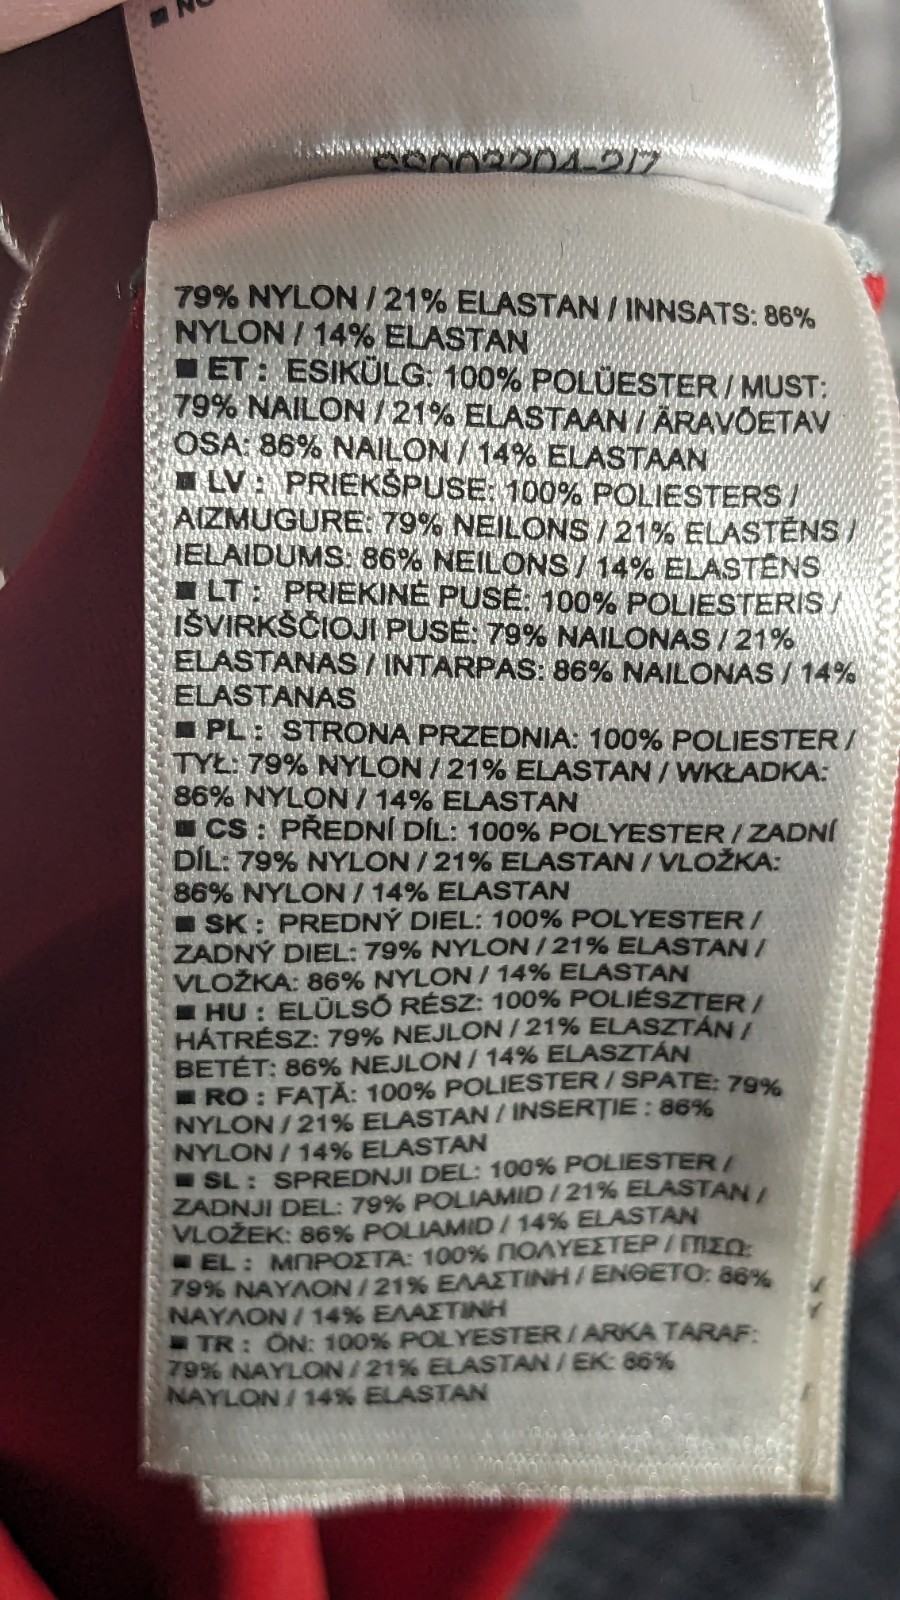 79% NYLON / 21% ELASTAN / INNSATS: 86%
NYLON / 14% ELASTAN
■ ET : ESIKÜLG: 100% POLÜESTER / MUST:
79% NAILON / 21% ELASTAAN / ÄRAVÕETAV
OSA: 86% NAILON / 14% ELASTAAN
■ LV : PRIEKŠPUSE: 100% POLIESTERS /
AIZMUGURE: 79% NEILONS / 21% ELASTĒNS /
IELAIDUMS: 86% NEILONS / 14% ELASTĒNS
■ LT : PRIEKINĖ PUSĖ: 100% POLIESTERIS /
IŠVIRKŠČIOJI PUSĖ: 79% NAILONAS / 21%
ELASTANAS / INTARPAS: 86% NAILONAS / 14%
ELASTANAS
■ PL : STRONA PRZEDNIA: 100% POLIESTER /
TYŁ: 79% NYLON / 21% ELASTAN / WKŁADKA:
86% NYLON / 14% ELASTAN
■ CS : PŘEDNÍ DÍL: 100% POLYESTER / ZADNÍ
DÍL: 79% NYLON / 21% ELASTAN / VLOŽKA:
86% NYLON / 14% ELASTAN
■ SK : PREDNÝ DIEL: 100% POLYESTER /
ZADNÝ DIEL: 79% NYLON / 21% ELASTAN /
VLOŽKA: 86% NYLON / 14% ELASTAN
■ HU : ELÜLSŐ RÉSZ: 100% POLIÉSZTER /
HÁTRÉSZ: 79% NEJLON / 21% ELASZTÁN /
BETÉT: 86% NEJLON / 14% ELASZTÁN
■ RO : FAȚĂ: 100% POLIESTER / SPATE: 79%
NYLON / 21% ELASTAN / INSERȚIE : 86%
NYLON / 14% ELASTAN
■ SL : SPREDNJI DEL: 100% POLIESTER /
ZADNJI DEL: 79% POLIAMID / 21% ELASTAN /
VLOŽEK: 86% POLIAMID / 14% ELASTAN
■ EL : ΜΠΡΟΣΤΑ: 100% ΠΟΛΥΕΣΤΕΡ / ΠΙΣΩ:
79% ΝΑΥΛΟΝ / 21% ΕΛΑΣΤΙΝΗ / ΕΝΘΕΤΟ: 86%
ΝΑΥΛΟΝ / 14% ΕΛΑΣΤΙΝΗ
■ TR : ÖN: 100% POLYESTER / ARKA TARAF:
79% NAYLON / 21% ELASTAN / EK: 86%
NAYLON / 14% ELASTAN